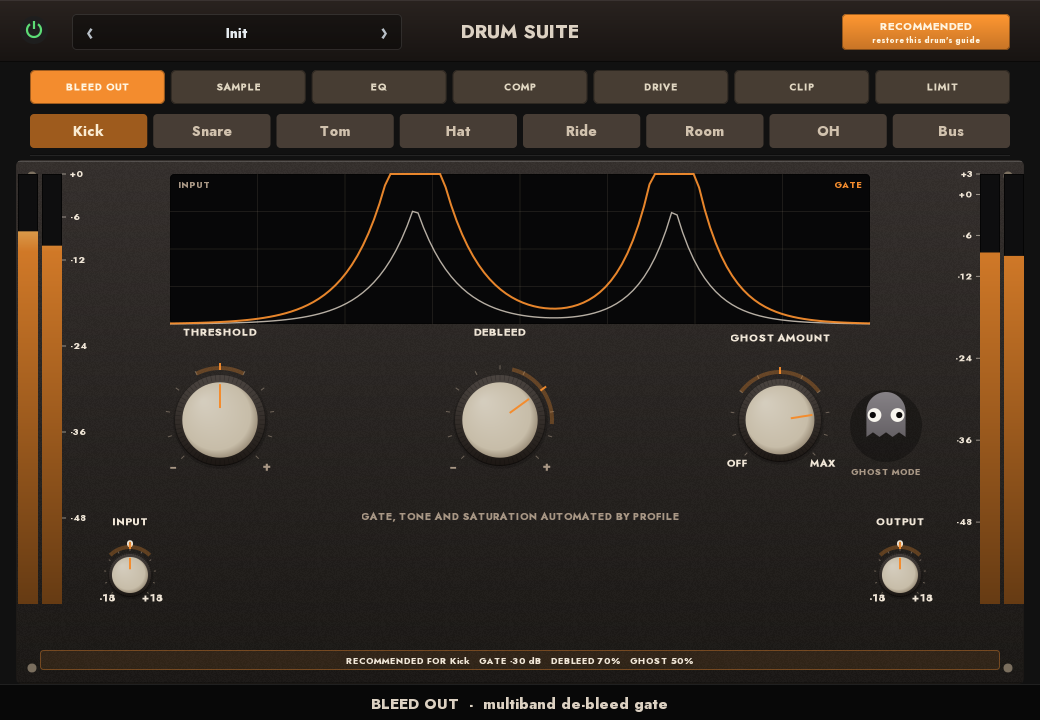 ‹ Init ›
DRUM SUITE
RECOMMENDED
restore this drum's guide
BLEED OUT SAMPLE EQ COMP DRIVE CLIP LIMIT
Kick Snare Tom Hat Ride Room OH Bus
INPUT GATE
+0
-6
-12
-24
-36
-48
+3
+0
-6
-12
-24
-36
-48
THRESHOLD DEBLEED GHOST AMOUNT
- + - + OFF MAX
GHOST MODE
GATE, TONE AND SATURATION AUTOMATED BY PROFILE
INPUT OUTPUT
0 0
-18 +18 -18 +18
RECOMMENDED FOR Kick GATE -30 dB DEBLEED 70% GHOST 50%
BLEED OUT - multiband de-bleed gate